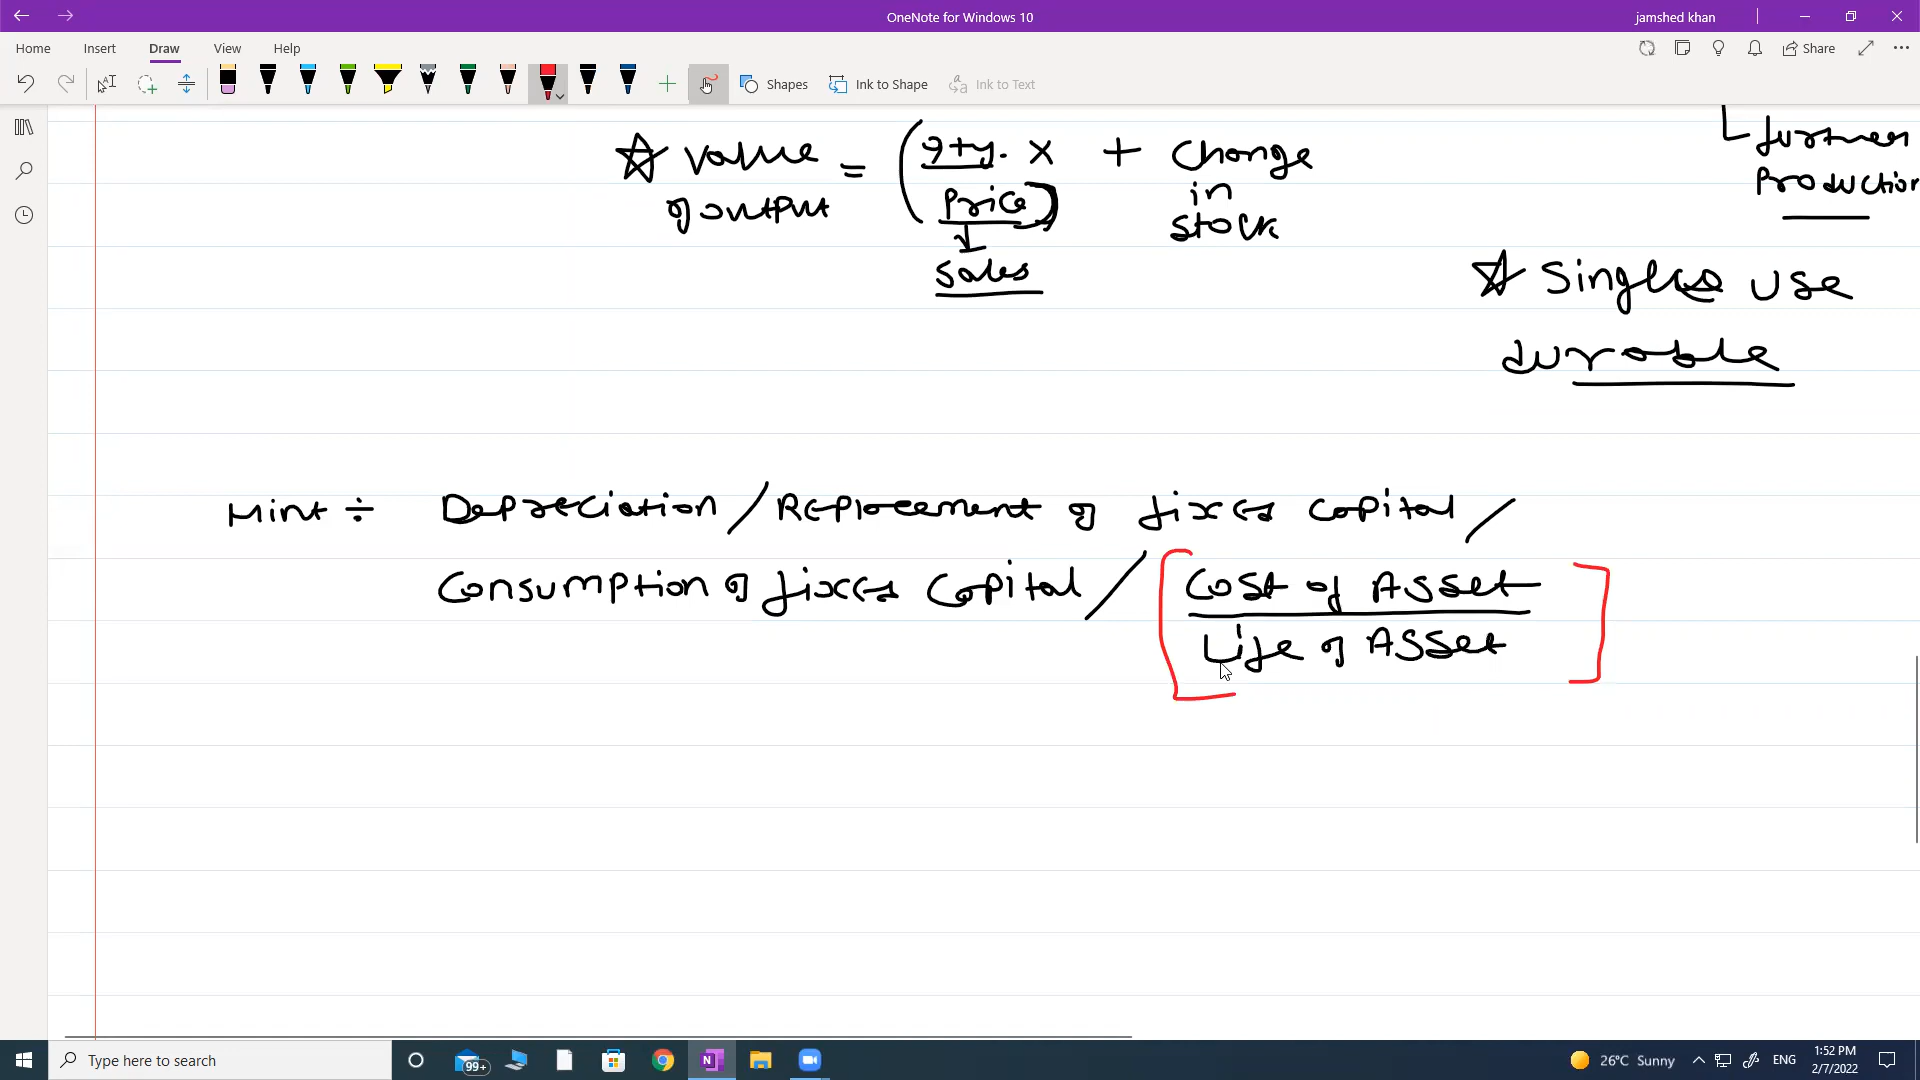 OneNote for Windows 10
jamshed khan
Home Insert Draw View Help
Share
Shapes
Ink to Shape
Ink to Text
☆ value = (qty. x + change
of output price) in
stock
↓
sales
└ further
production
☆ Single use
durable
Hint ÷ Depreciation / Replacement of fixed capital /
Consumption of fixed capital / [Cost of Asset
Life of Asset]
Type here to search
99+
26°C Sunny
ENG
1:52 PM
2/7/2022